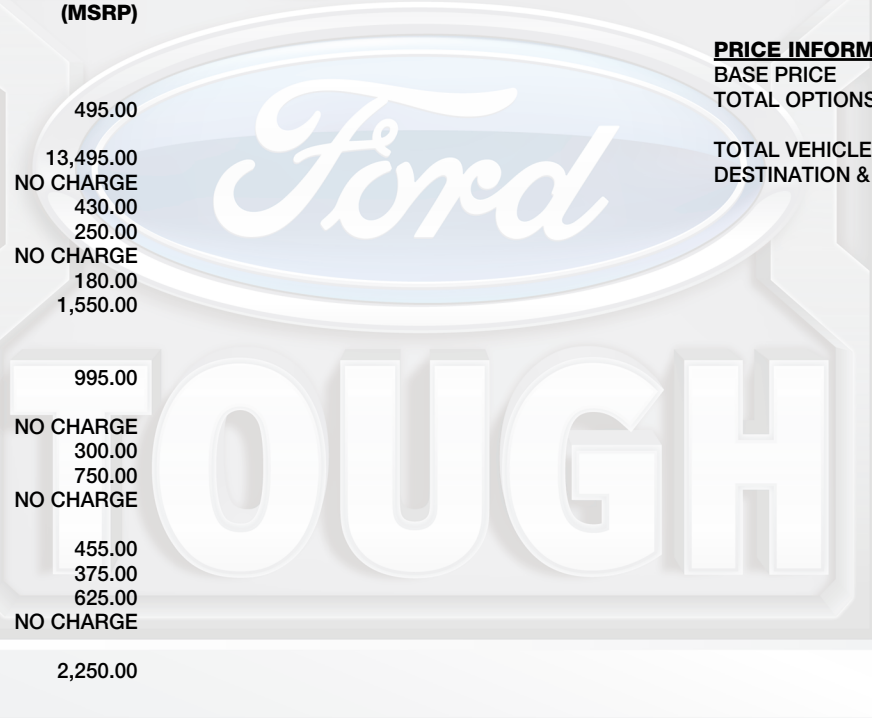 (MSRP)
495.00
13,495.00
NO CHARGE
430.00
250.00
NO CHARGE
180.00
1,550.00
995.00
NO CHARGE
300.00
750.00
NO CHARGE
455.00
375.00
625.00
NO CHARGE
2,250.00
PRICE INFORM
BASE PRICE
TOTAL OPTIONS
TOTAL VEHICLE
DESTINATION &
Ford
TOUGH